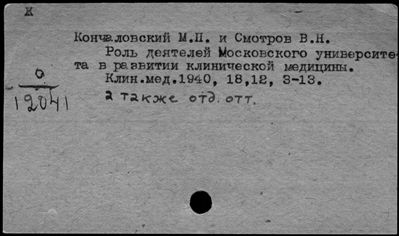 К
Кончаловский М.П. и Смотров В.Н.
Роль деятелей Московского университе-
та в развитии клинической медицины.
Клин.мед.1940, 18,12, 3-13.
а также отд. отт.
О
12041